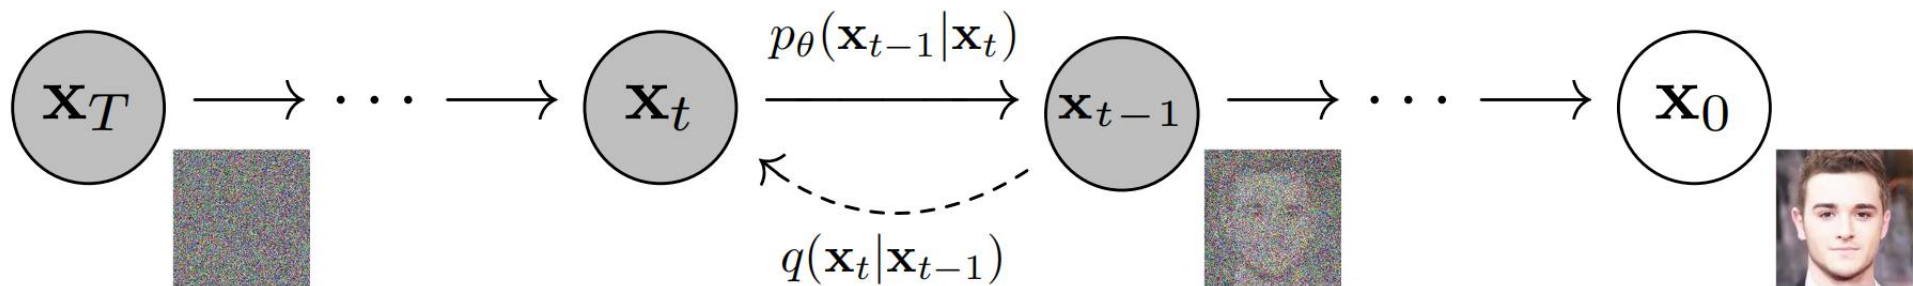 p_θ(x_{t−1}|x_t)
x_T ⟶ ··· ⟶ x_t ⟶ x_{t−1} ⟶ ··· ⟶ x_0
q(x_t|x_{t−1})